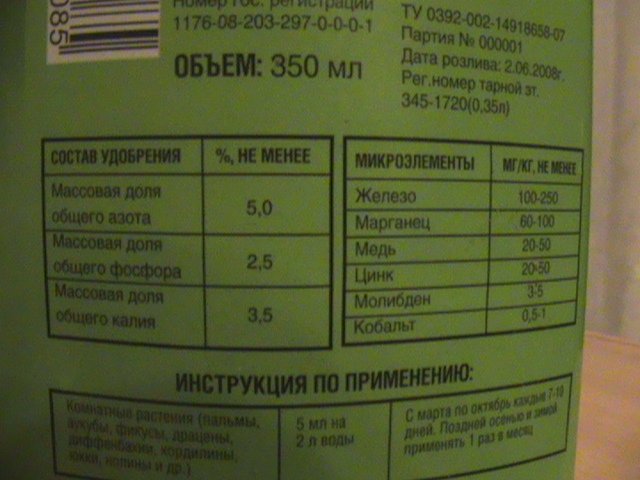 085
Номер гос. регистрации
1176-08-203-297-0-0-0-1
ОБЪЕМ: 350 мл
ТУ 0392-002-14918658-07
Партия № 000001
Дата розлива: 2.06.2008г.
Рег.номер тарной эт.
345-1720(0,35л)
СОСТАВ УДОБРЕНИЯ %, НЕ МЕНЕЕ
Массовая доля
общего азота 5,0
Массовая доля
общего фосфора 2,5
Массовая доля
общего калия 3,5
МИКРОЭЛЕМЕНТЫ МГ/КГ, НЕ МЕНЕЕ
Железо 100-250
Марганец 60-100
Медь 20-50
Цинк 20-50
Молибден 3-5
Кобальт 0,5-1
ИНСТРУКЦИЯ ПО ПРИМЕНЕНИЮ:
Комнатные растения (пальмы,
аукубы, фикусы, драцены,
диффенбахии, кордилины,
юкки, нолины и др.)
5 мл на
2 л воды
С марта по октябрь каждые 7-10
дней. Поздней осенью и зимой
применять 1 раз в месяц